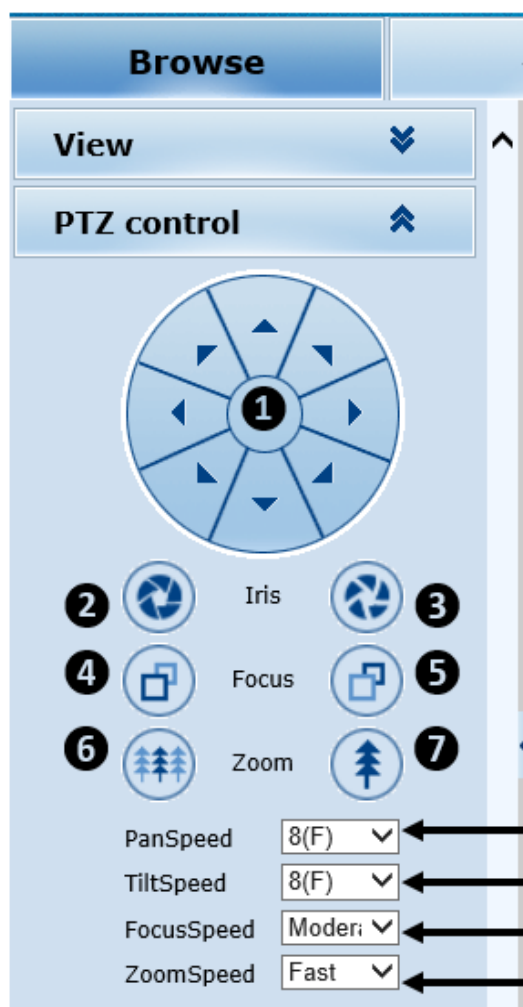 Browse
View
PTZ control
1
2 Iris 3
4 Focus 5
6 Zoom 7
PanSpeed 8(F)
TiltSpeed 8(F)
FocusSpeed Modera
ZoomSpeed Fast